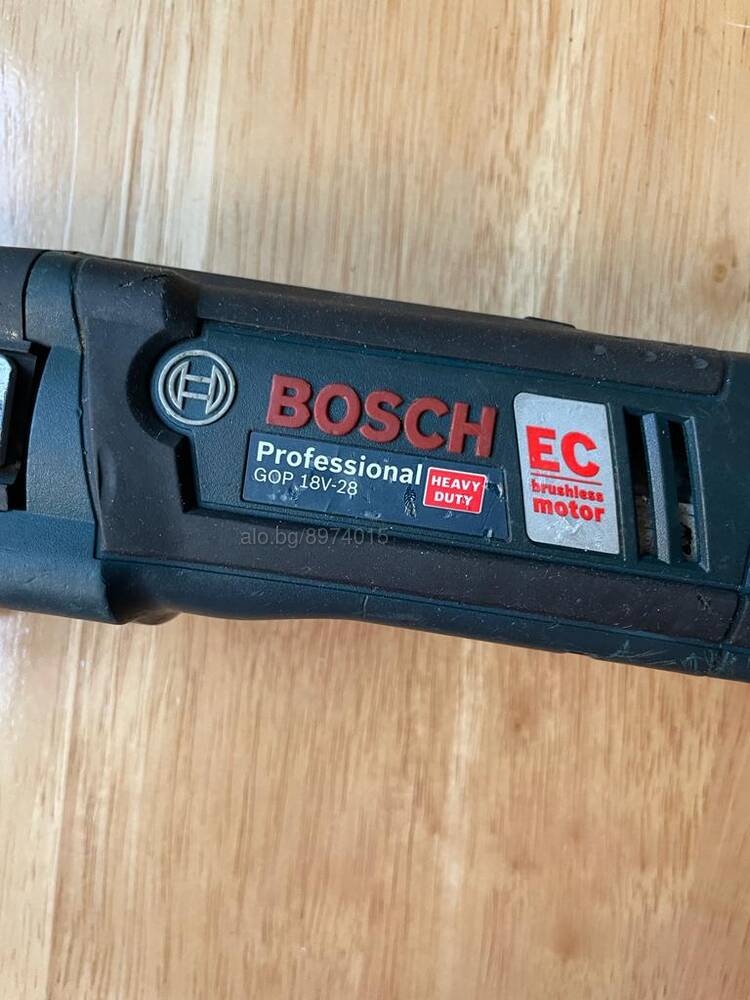 BOSCH
Professional
GOP 18V-28
HEAVY
DUTY
EC
brushless
motor
alo.bg/8974015